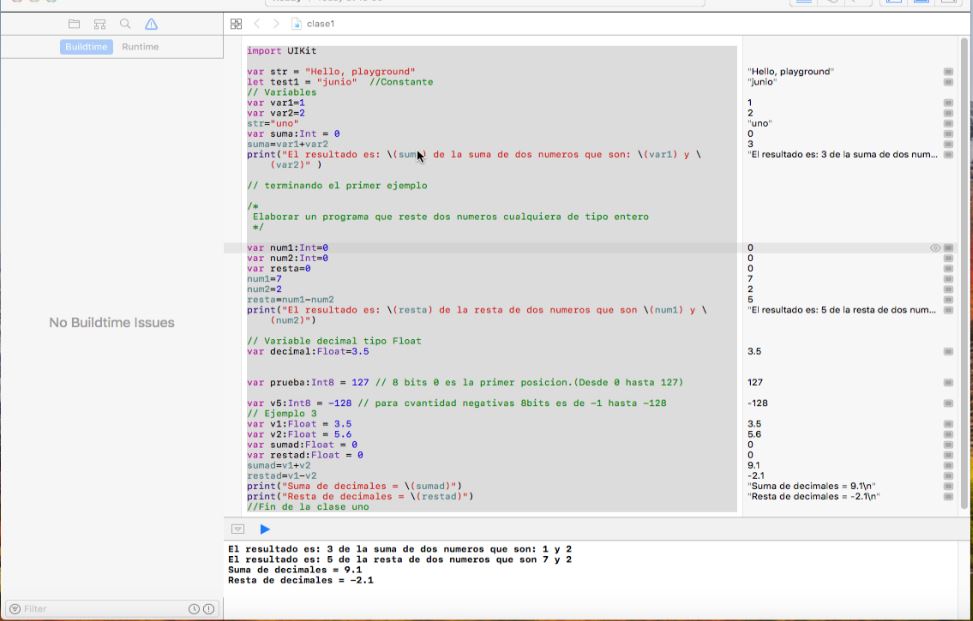 clase1
Buildtime
Runtime
import UIKit
var str = "Hello, playground"
let test1 = "junio"  //Constante
// Variables
var var1=1
var var2=2
str="uno"
var suma:Int = 0
suma=var1+var2
print("El resultado es: \(suma) de la suma de dos numeros que son: \(var1) y \
(var2)" )
// terminando el primer ejemplo
/*
Elaborar un programa que reste dos numeros cualquiera de tipo entero
*/
var num1:Int=0
var num2:Int=0
var resta=0
num1=7
num2=2
resta=num1-num2
print("El resultado es: \(resta) de la resta de dos numeros que son \(num1) y \
(num2)")
// Variable decimal tipo Float
var decimal:Float=3.5
var prueba:Int8 = 127 // 8 bits 0 es la primer posicion.(Desde 0 hasta 127)
var v5:Int8 = -128 // para cvantidad negativas 8bits es de -1 hasta -128
// Ejemplo 3
var v1:Float = 3.5
var v2:Float = 5.6
var sumad:Float = 0
var restad:Float = 0
sumad=v1+v2
restad=v1-v2
print("Suma de decimales = \(sumad)")
print("Resta de decimales = \(restad)")
//Fin de la clase uno
"Hello, playground"
"junio"
1
2
"uno"
0
3
"El resultado es: 3 de la suma de dos num...
0
0
0
7
2
5
"El resultado es: 5 de la resta de dos num...
3.5
127
-128
3.5
5.6
0
0
9.1
-2.1
"Suma de decimales = 9.1\n"
"Resta de decimales = -2.1\n"
No Buildtime Issues
El resultado es: 3 de la suma de dos numeros que son: 1 y 2
El resultado es: 5 de la resta de dos numeros que son 7 y 2
Suma de decimales = 9.1
Resta de decimales = -2.1
Filter